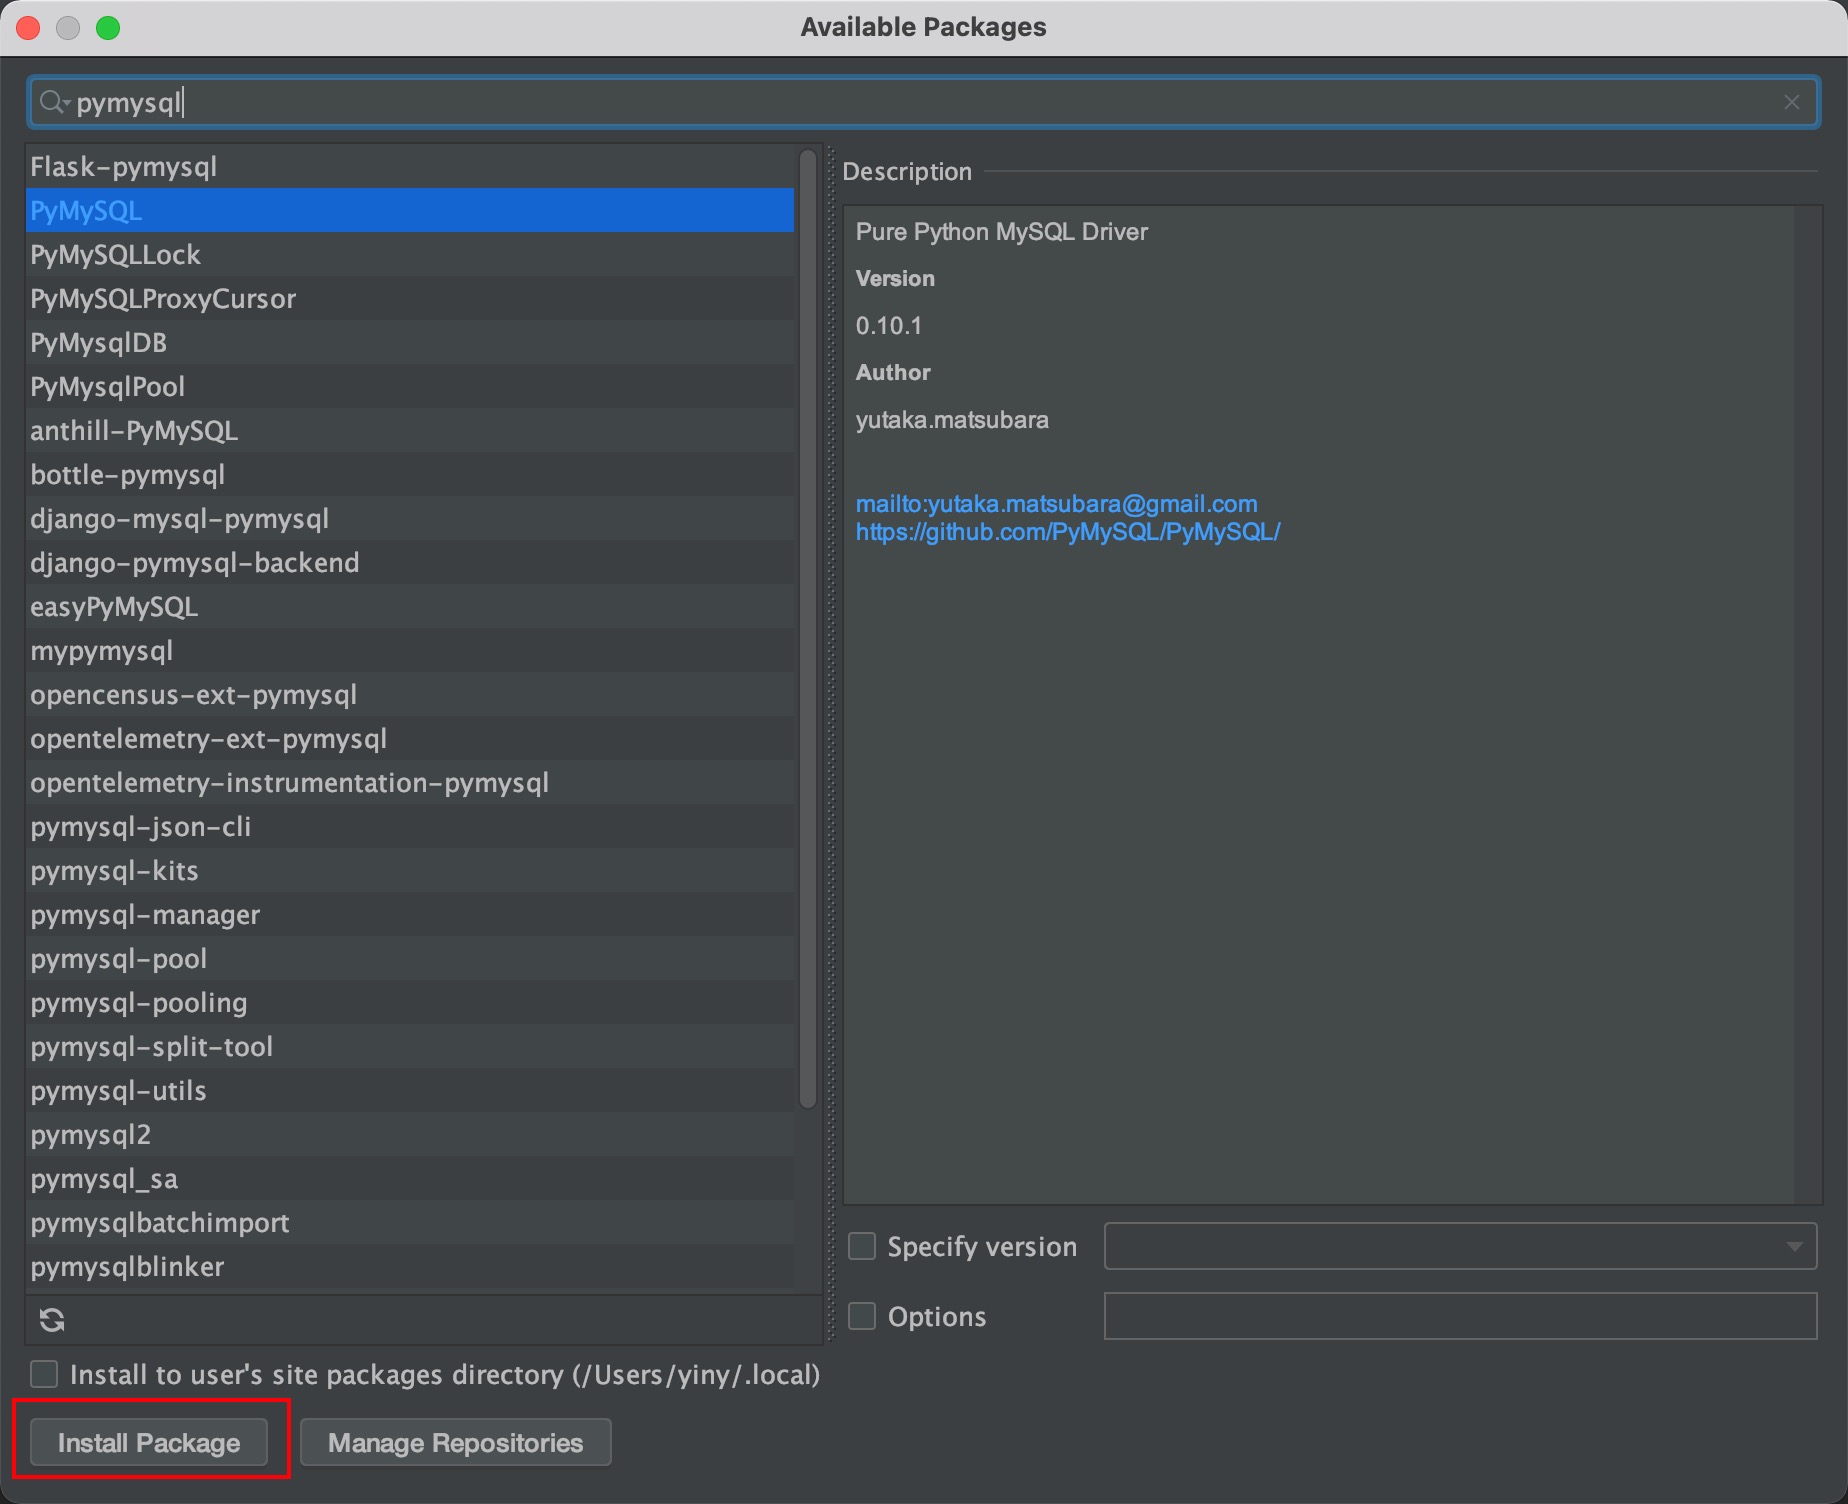 Available Packages
pymysql
Flask-pymysql
PyMySQL
PyMySQLLock
PyMySQLProxyCursor
PyMysqlDB
PyMysqlPool
anthill-PyMySQL
bottle-pymysql
django-mysql-pymysql
django-pymysql-backend
easyPyMySQL
mypymysql
opencensus-ext-pymysql
opentelemetry-ext-pymysql
opentelemetry-instrumentation-pymysql
pymysql-json-cli
pymysql-kits
pymysql-manager
pymysql-pool
pymysql-pooling
pymysql-split-tool
pymysql-utils
pymysql2
pymysql_sa
pymysqlbatchimport
pymysqlblinker
Description
Pure Python MySQL Driver
Version
0.10.1
Author
yutaka.matsubara
mailto:yutaka.matsubara@gmail.com
https://github.com/PyMySQL/PyMySQL/
Specify version
Options
Install to user's site packages directory (/Users/yiny/.local)
Install Package
Manage Repositories